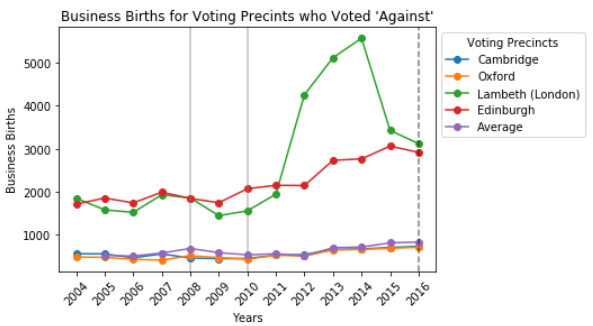 Business Births for Voting Precints who Voted 'Against'
Voting Precincts
Cambridge
Oxford
Lambeth (London)
Edinburgh
Average
Business Births
5000
4000
3000
2000
1000
2004 2005 2006 2007 2008 2009 2010 2011 2012 2013 2014 2015 2016
Years